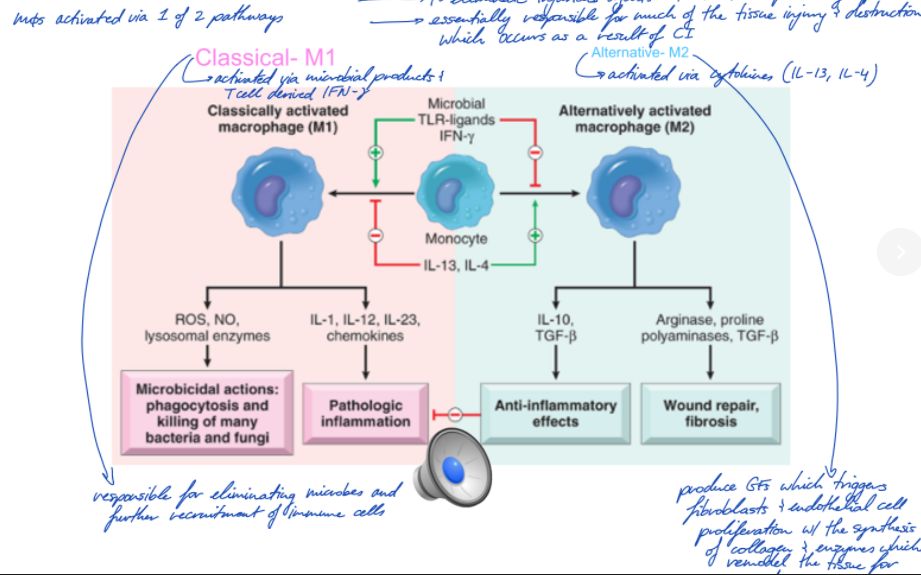 mφs activated via 1 of 2 pathways
→ essentially responsible for much of the tissue injury & destruction
which occurs as a result of CI
Classical- M1
→ activated via microbial products &
T cell derived IFN-γ
Alternative- M2
→ activated via cytokines (IL-13, IL-4)
Classically activated
macrophage (M1)
Microbial
TLR-ligands
IFN-γ
Alternatively activated
macrophage (M2)
+
−
Monocyte
−
+
IL-13, IL-4
ROS, NO,
lysosomal enzymes
IL-1, IL-12, IL-23,
chemokines
IL-10,
TGF-β
Arginase, proline
polyaminases, TGF-β
Microbicidal actions:
phagocytosis and
killing of many
bacteria and fungi
Pathologic
inflammation
−
Anti-inflammatory
effects
Wound repair,
fibrosis
responsible for eliminating microbes and
further recruitment of immune cells
produce GFs which triggers
fibroblasts & endothelial cell
proliferation w/ the synthesis
of collagen & enzymes which
remodel the tissue for